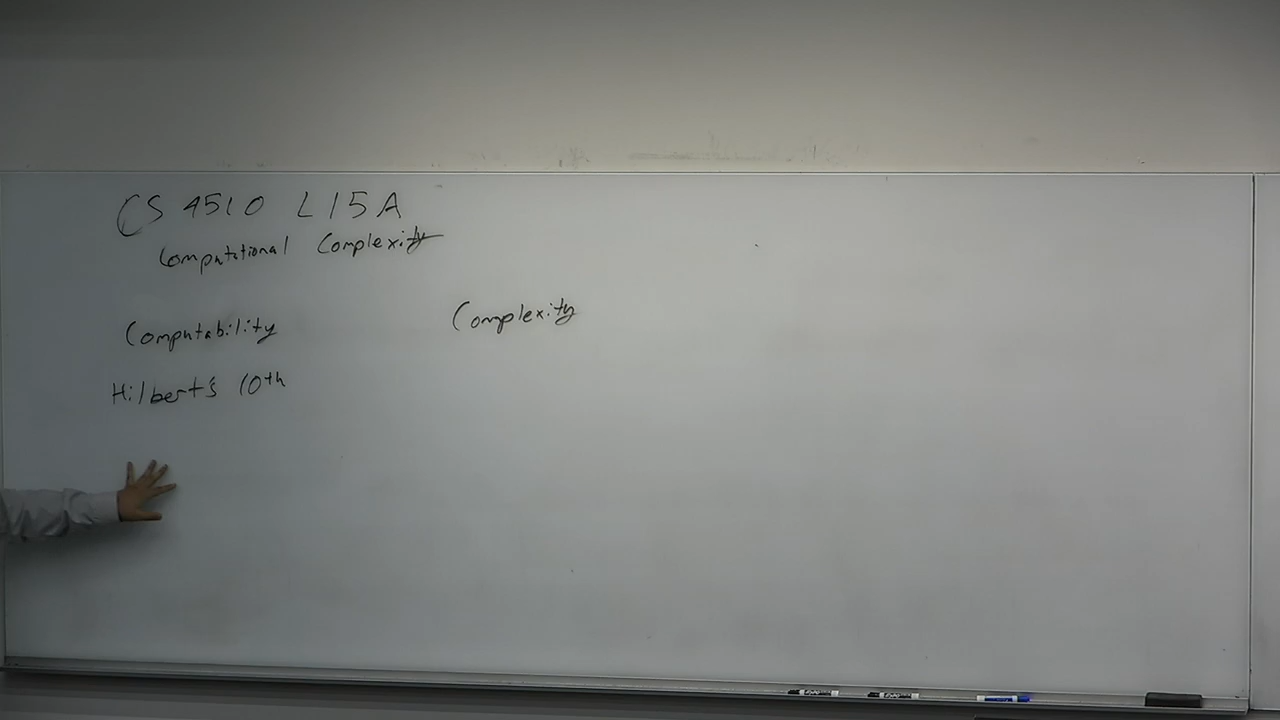 CS 4510 L15A
Computational Complexity
Computability
Complexity
Hilbert's 10th